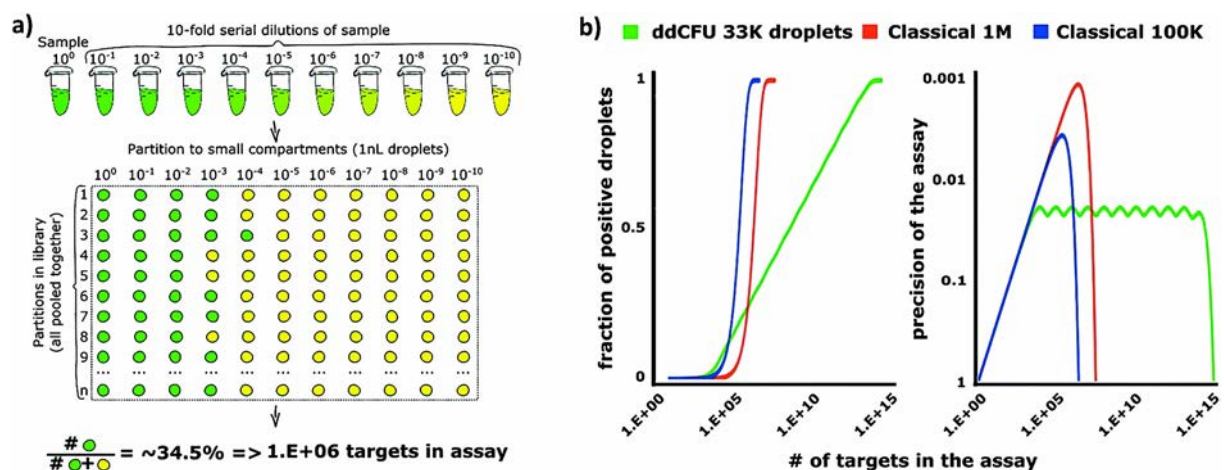 a)
10-fold serial dilutions of sample
Sample
10⁰ 10⁻¹ 10⁻² 10⁻³ 10⁻⁴ 10⁻⁵ 10⁻⁶ 10⁻⁷ 10⁻⁸ 10⁻⁹ 10⁻¹⁰
Partition to small compartments (1nL droplets)
10⁰ 10⁻¹ 10⁻² 10⁻³ 10⁻⁴ 10⁻⁵ 10⁻⁶ 10⁻⁷ 10⁻⁸ 10⁻⁹ 10⁻¹⁰
Partitions in library
(all pooled together)
1
2
3
4
5
6
7
8
9
... ... ... ... ... ... ... ... ... ... ...
n
# = ~34.5% => 1.E+06 targets in assay
# +
b)
ddCFU 33K droplets Classical 1M Classical 100K
fraction of positive droplets
1
0.5
0
1.E+00 1.E+05 1.E+10 1.E+15
precision of the assay
0.001
0.01
0.1
1
1.E+00 1.E+05 1.E+10 1.E+15
# of targets in the assay